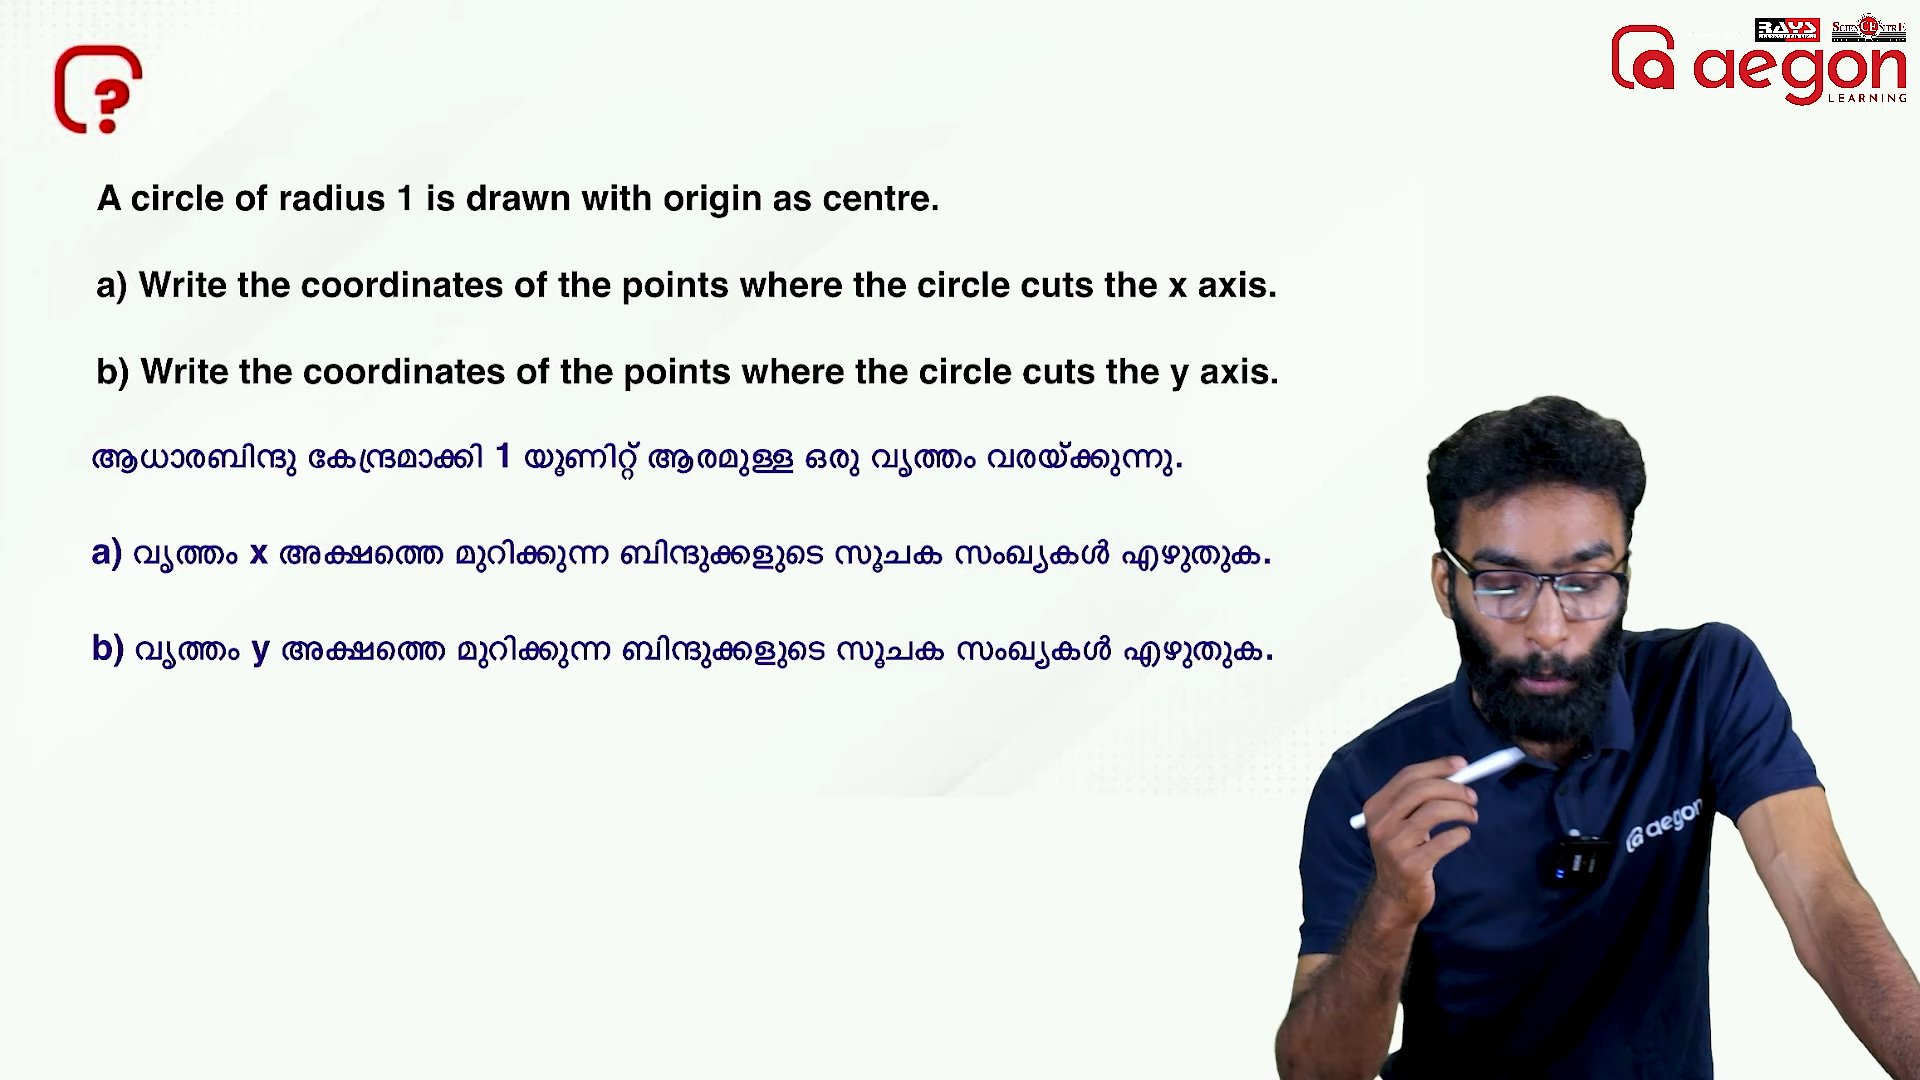 RAYS
SCIENCENTRE
aegon
LEARNING
A circle of radius 1 is drawn with origin as centre.
a) Write the coordinates of the points where the circle cuts the x axis.
b) Write the coordinates of the points where the circle cuts the y axis.
ആധാരബിന്ദു കേന്ദ്രമാക്കി 1 യൂണിറ്റ് ആരമുള്ള ഒരു വൃത്തം വരയ്ക്കുന്നു.
a) വൃത്തം x അക്ഷത്തെ മുറിക്കുന്ന ബിന്ദുക്കളുടെ സൂചക സംഖ്യകൾ എഴുതുക.
b) വൃത്തം y അക്ഷത്തെ മുറിക്കുന്ന ബിന്ദുക്കളുടെ സൂചക സംഖ്യകൾ എഴുതുക.
aegon